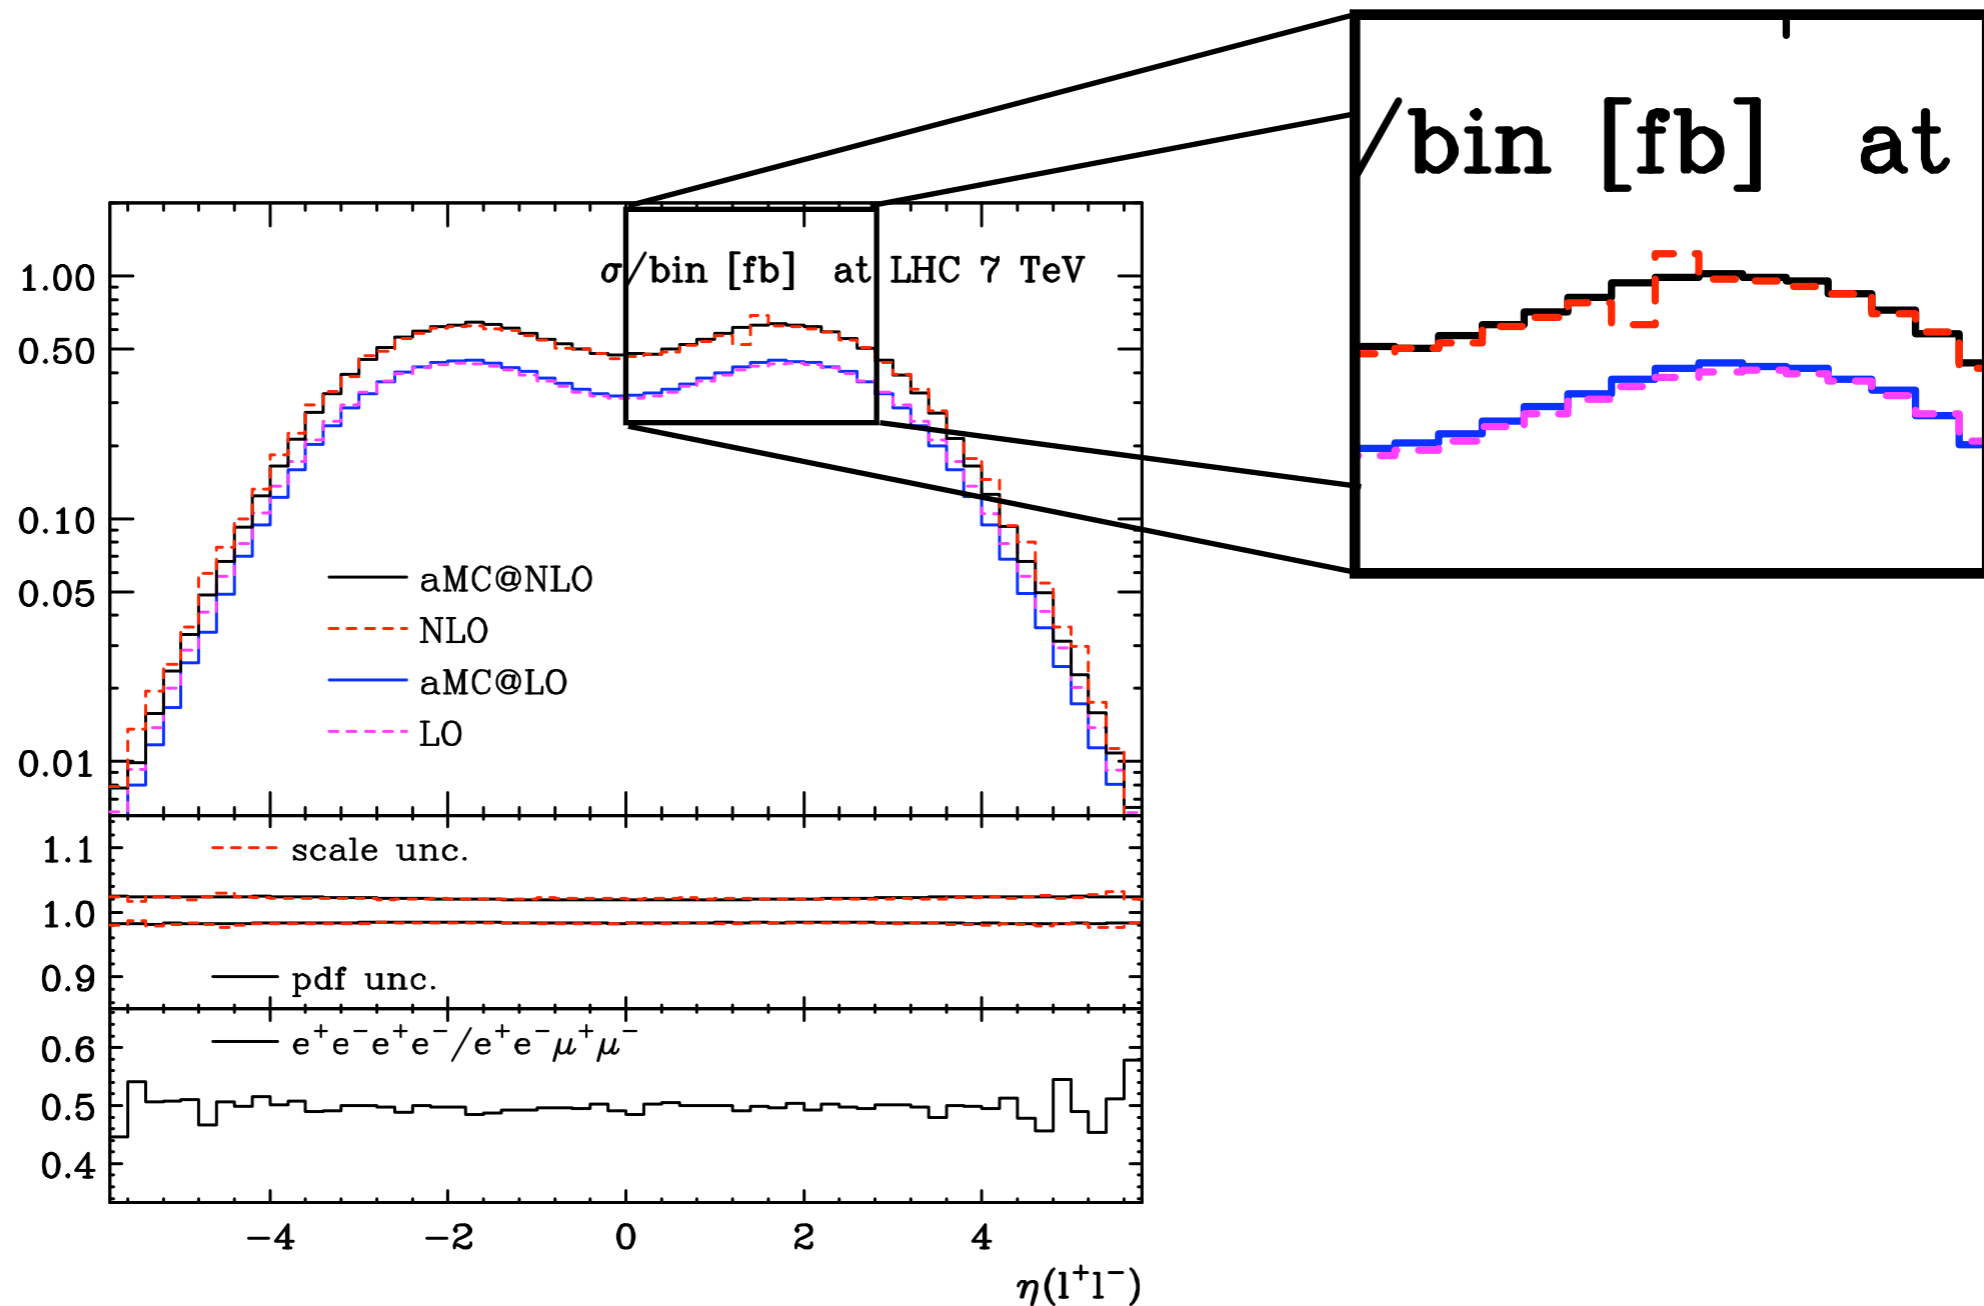 /bin [fb] at
σ/bin [fb] at LHC 7 TeV
1.00
0.50
0.10
0.05
0.01
aMC@NLO
NLO
aMC@LO
LO
1.1
1.0
0.9
scale unc.
pdf unc.
0.6
0.5
0.4
e⁺e⁻e⁺e⁻/e⁺e⁻μ⁺μ⁻
−4 −2 0 2 4
η(l⁺l⁻)